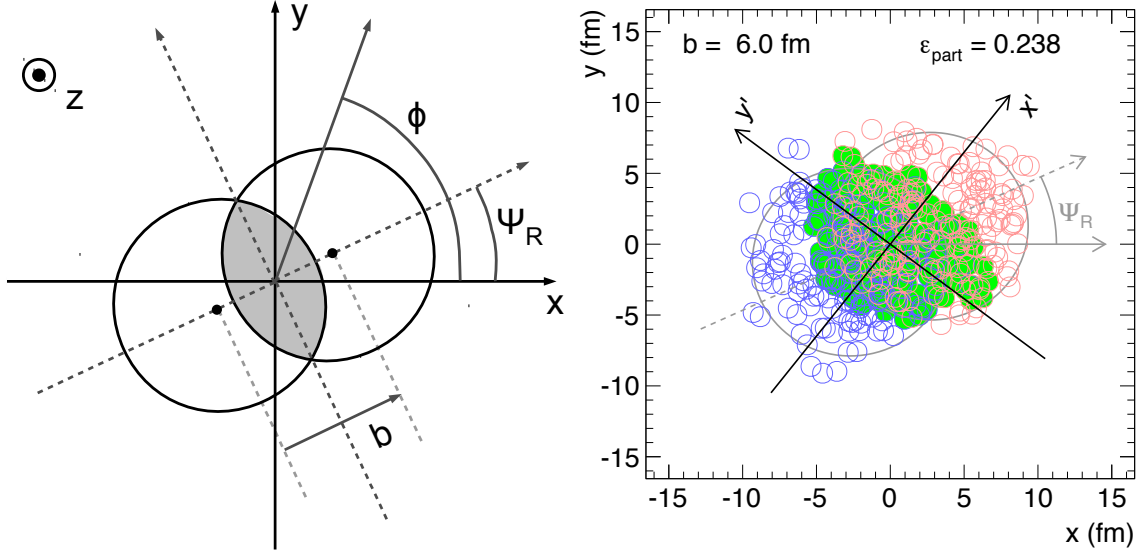 y
z
ϕ
Ψ_R
x
b
b = 6.0 fm
ε_part = 0.238
y (fm)
15
10
5
0
-5
-10
-15
y'
x'
Ψ_R
-15 -10 -5 0 5 10 15
x (fm)